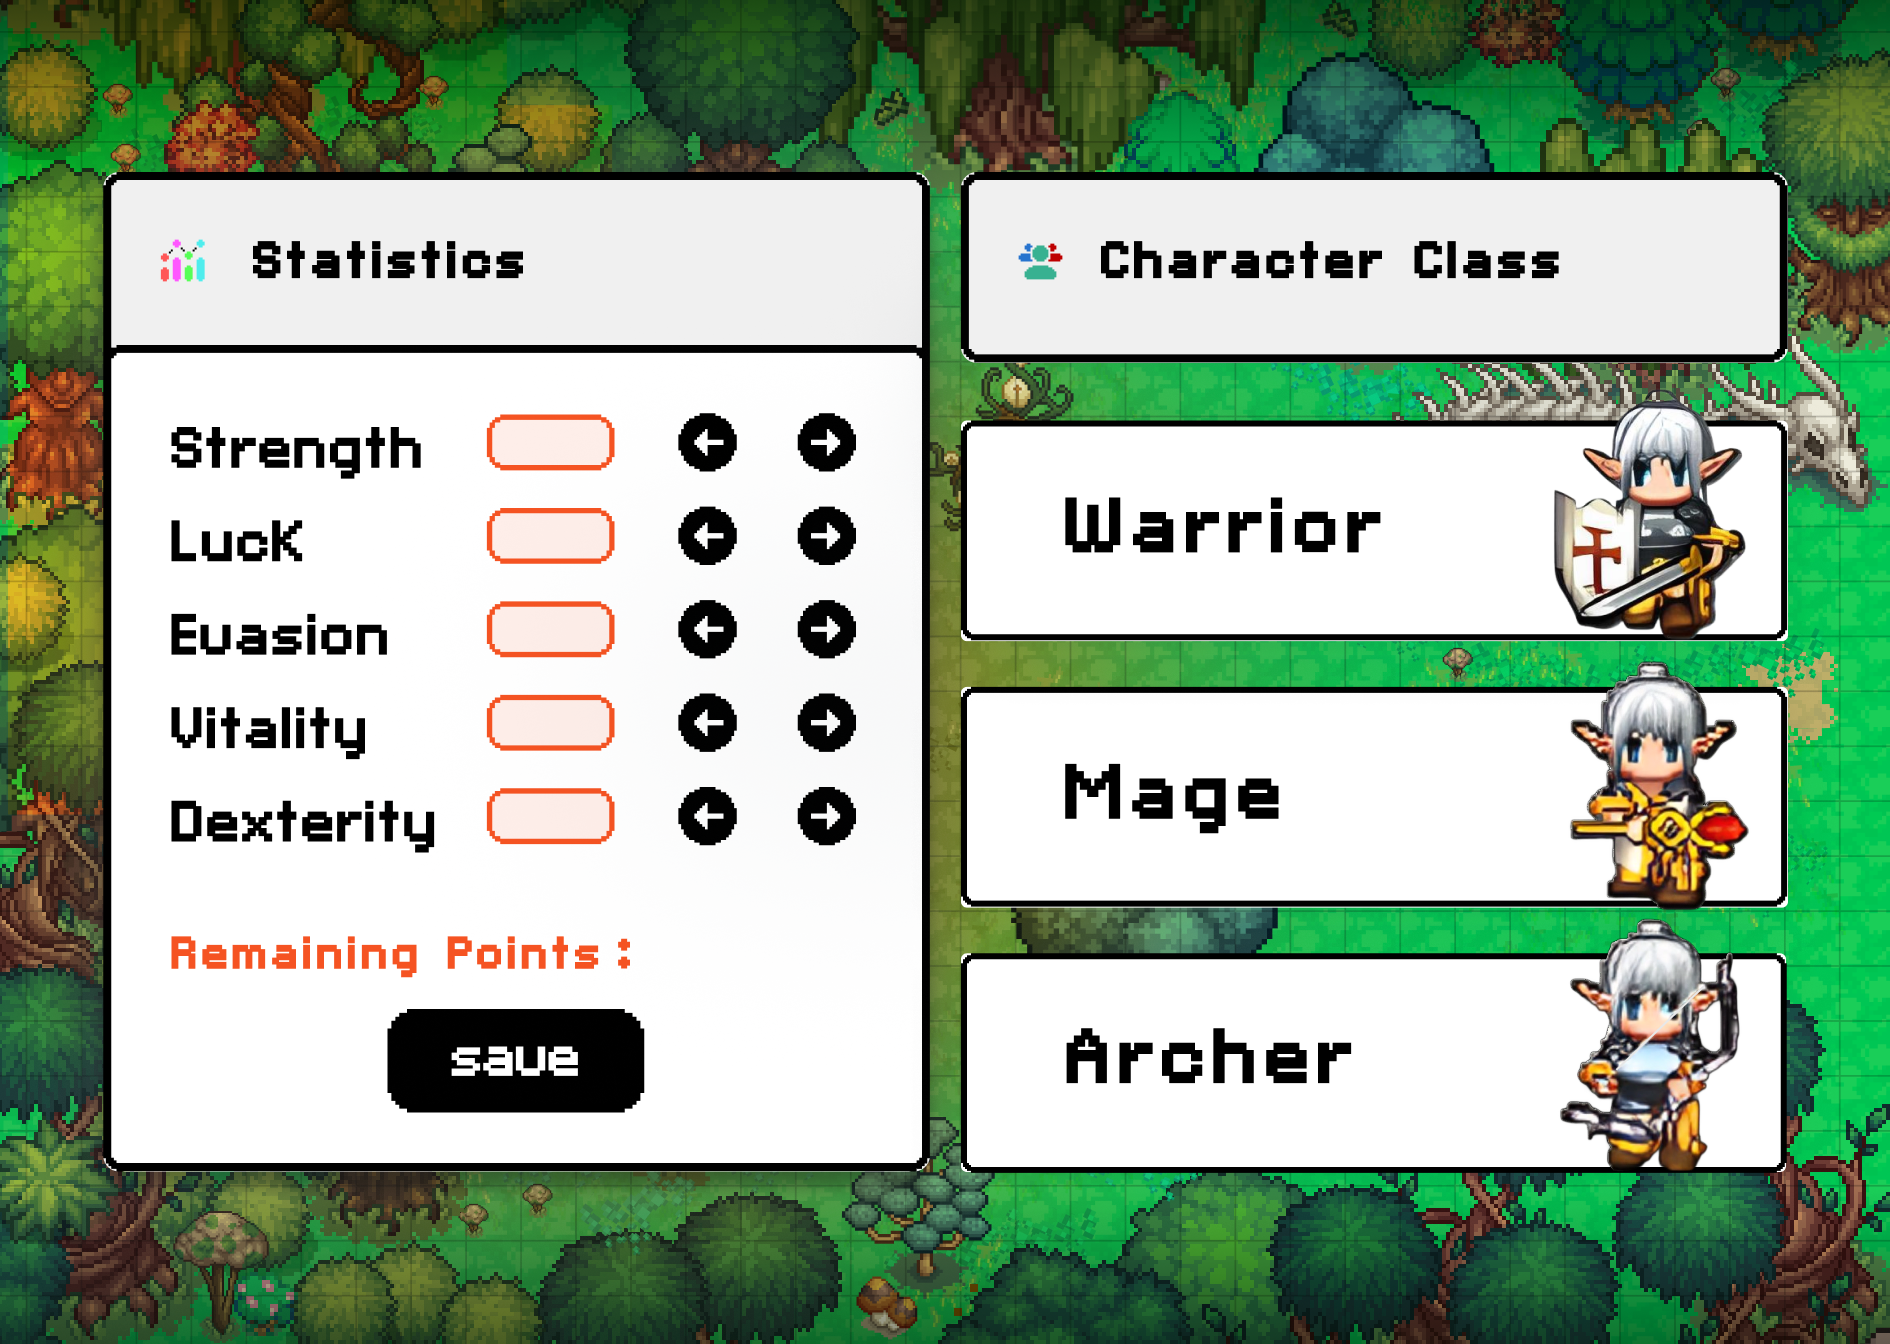 Statistics
Strength
Luck
Evasion
Vitality
Dexterity
Remaining Points:
save
Character Class
Warrior
Mage
Archer